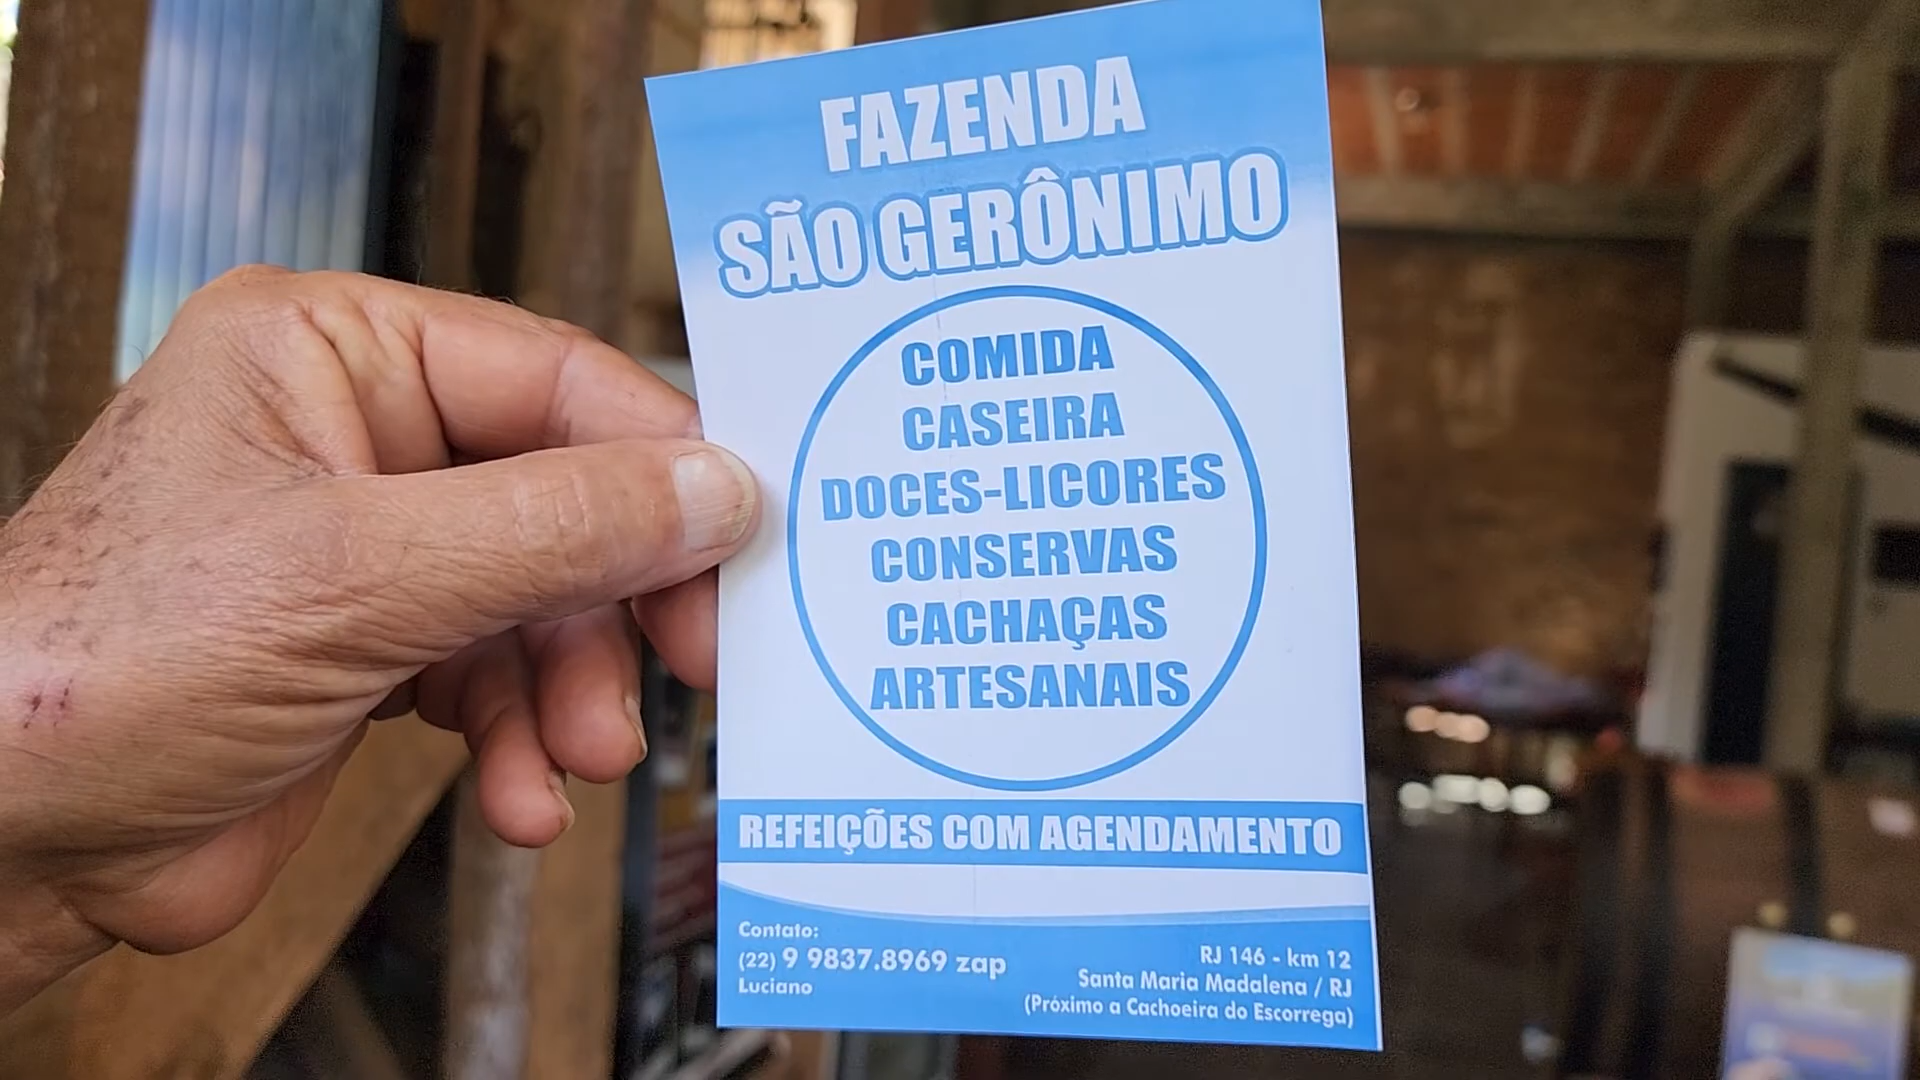 FAZENDA
SÃO GERÔNIMO
COMIDA
CASEIRA
DOCES-LICORES
CONSERVAS
CACHAÇAS
ARTESANAIS
REFEIÇÕES COM AGENDAMENTO
Contato:
(22) 9 9837.8969 zap
Luciano
RJ 146 - km 12
Santa Maria Madalena / RJ
(Próximo a Cachoeira do Escorrega)